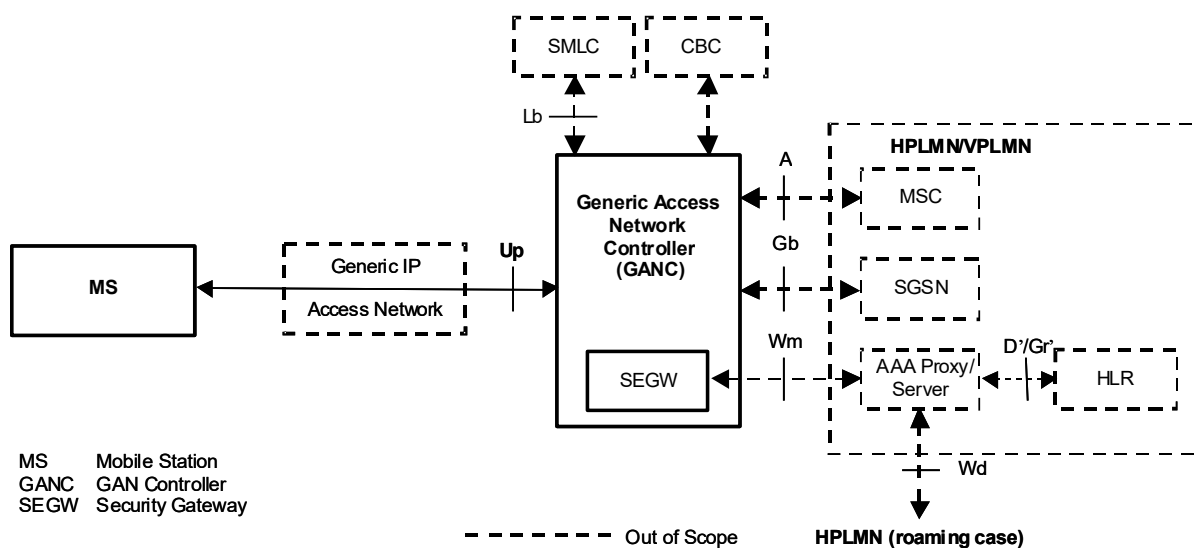 SMLC
CBC
Lb
HPLMN/VPLMN
A
MSC
Generic Access
Network
Controller
(GANC)
Gb
Up
Generic IP
Access Network
MS
SGSN
Wm
D'/Gr'
SEGW
AAA Proxy/
Server
HLR
Wd
MS Mobile Station
GANC GAN Controller
SEGW Security Gateway
Out of Scope
HPLMN (roaming case)